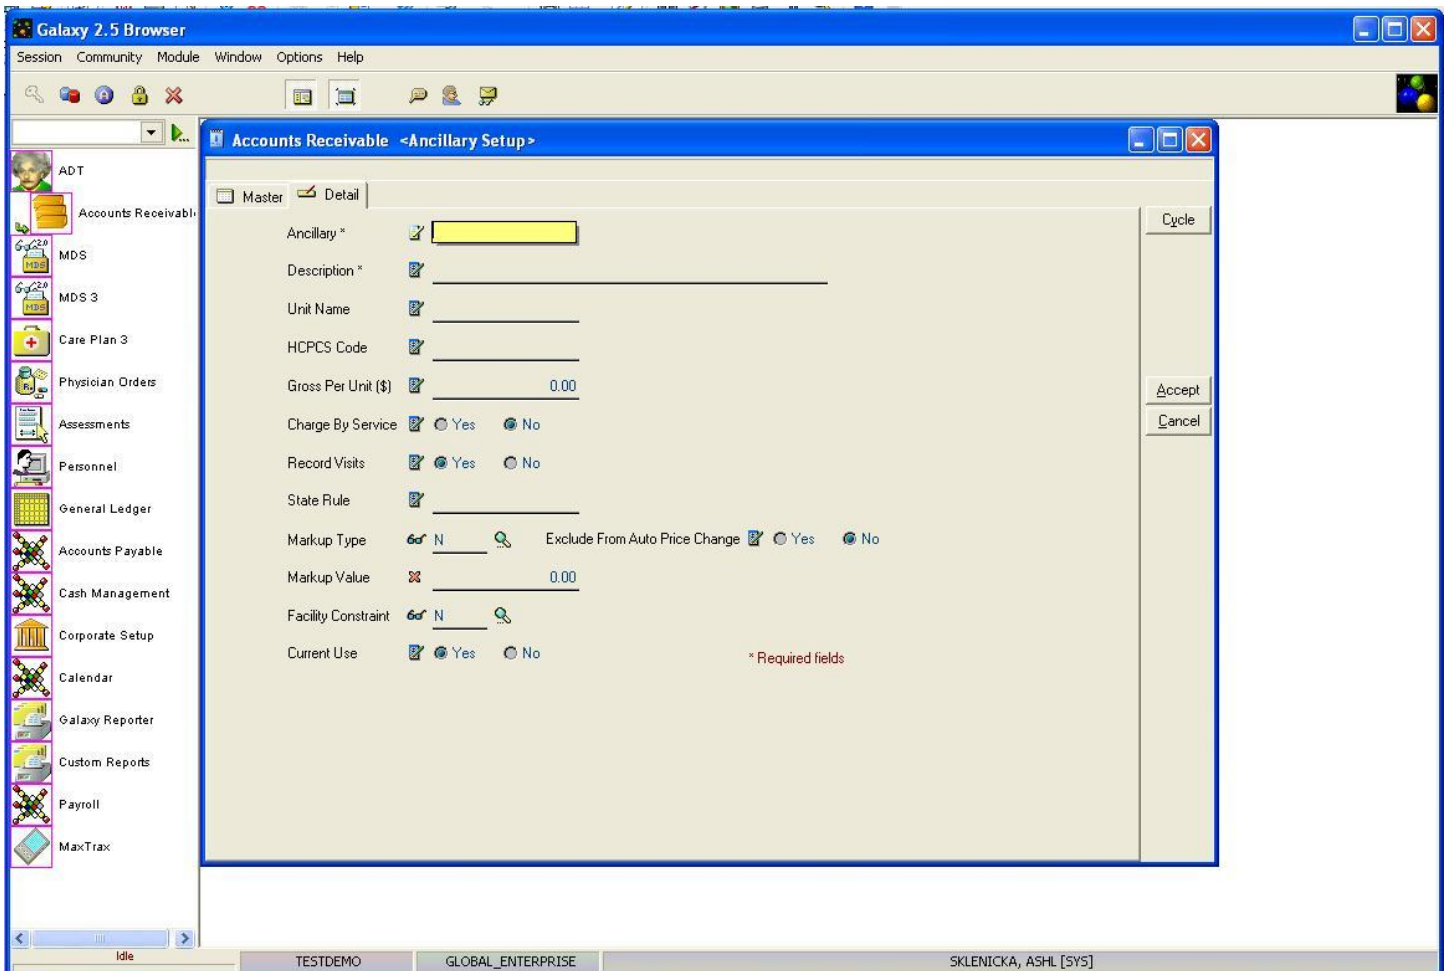 Galaxy 2.5 Browser
Session Community Module Window Options Help
Accounts Receivable <Ancillary Setup>
ADT
Accounts Receivabl
MDS
MDS 3
Care Plan 3
Physician Orders
Assessments
Personnel
General Ledger
Accounts Payable
Cash Management
Corporate Setup
Calendar
Galaxy Reporter
Custom Reports
Payroll
MaxTrax
Master Detail
Ancillary *
Description *
Unit Name
HCPCS Code
Gross Per Unit ($) 0.00
Charge By Service Yes No
Record Visits Yes No
State Rule
Markup Type N Exclude From Auto Price Change Yes No
Markup Value 0.00
Facility Constraint N
Current Use Yes No
* Required fields
Cycle
Accept
Cancel
Idle TESTDEMO GLOBAL_ENTERPRISE SKLENICKA, ASHL [SYS]